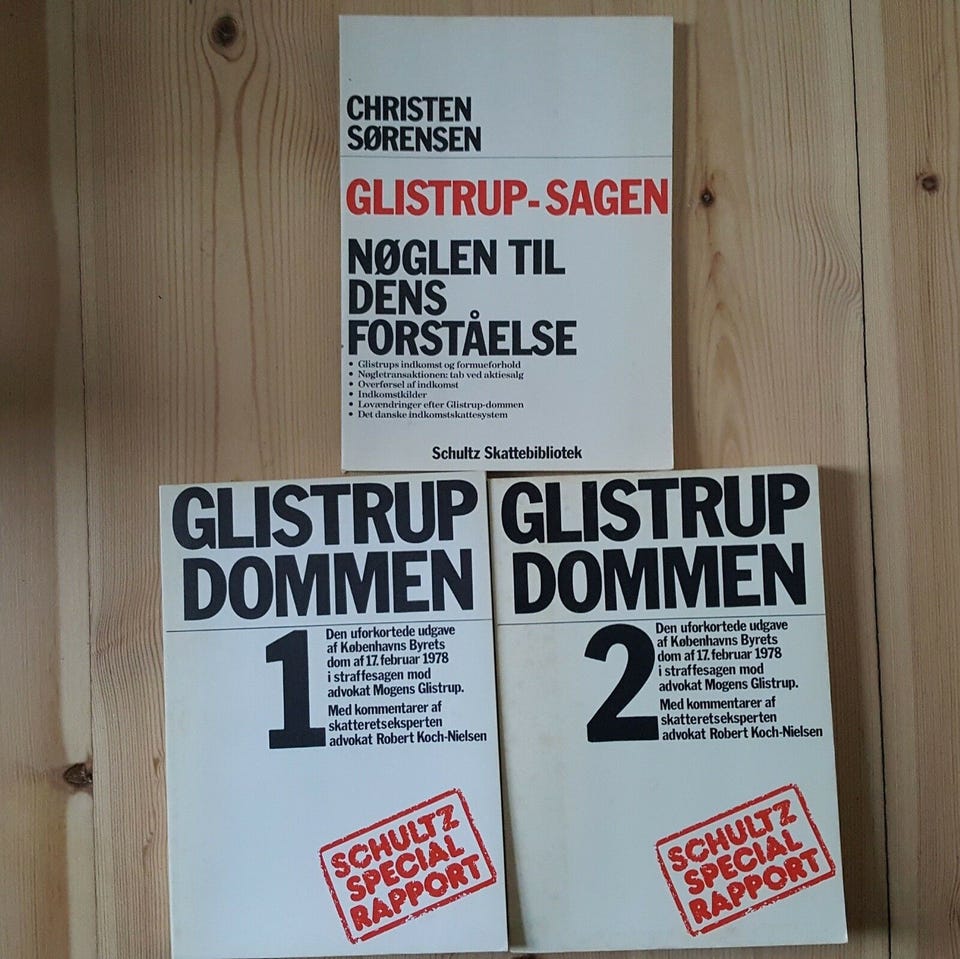 CHRISTEN
SØRENSEN
GLISTRUP-SAGEN
NØGLEN TIL
DENS
FORSTÅELSE
• Glistrups indkomst og formueforhold
• Nøgletransaktionen: tab ved aktiesalg
• Overførsel af indkomst
• Indkomstkilder
• Lovændringer efter Glistrup-dommen
• Det danske indkomstskattesystem
Schultz Skattebibliotek
GLISTRUP
DOMMEN
1
Den uforkortede udgave
af Københavns Byrets
dom af 17. februar 1978
i straffesagen mod
advokat Mogens Glistrup.
Med kommentarer af
skatteretseksperten
advokat Robert Koch-Nielsen
SCHULTZ
SPECIAL
RAPPORT
GLISTRUP
DOMMEN
2
Den uforkortede udgave
af Københavns Byrets
dom af 17. februar 1978
i straffesagen mod
advokat Mogens Glistrup.
Med kommentarer af
skatteretseksperten
advokat Robert Koch-Nielsen
SCHULTZ
SPECIAL
RAPPORT